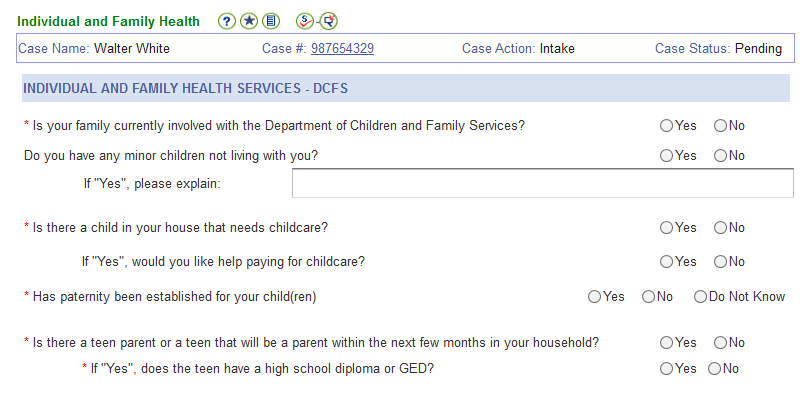 Individual and Family Health
Case Name: Walter White Case #: 987654329 Case Action: Intake Case Status: Pending
INDIVIDUAL AND FAMILY HEALTH SERVICES - DCFS
* Is your family currently involved with the Department of Children and Family Services? Yes No
Do you have any minor children not living with you? Yes No
If "Yes", please explain:
* Is there a child in your house that needs childcare? Yes No
If "Yes", would you like help paying for childcare? Yes No
* Has paternity been established for your child(ren) Yes No Do Not Know
* Is there a teen parent or a teen that will be a parent within the next few months in your household? Yes No
* If "Yes", does the teen have a high school diploma or GED? Yes No